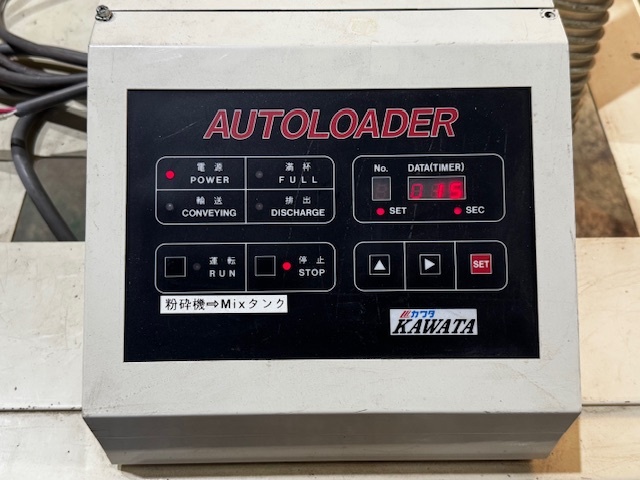 AUTOLOADER
電源
POWER
満杯
FULL
輸送
CONVEYING
排出
DISCHARGE
No.
DATA(TIMER)
15
SET
SEC
運転
RUN
停止
STOP
SET
粉砕機⇨Mixタンク
カワタ
KAWATA